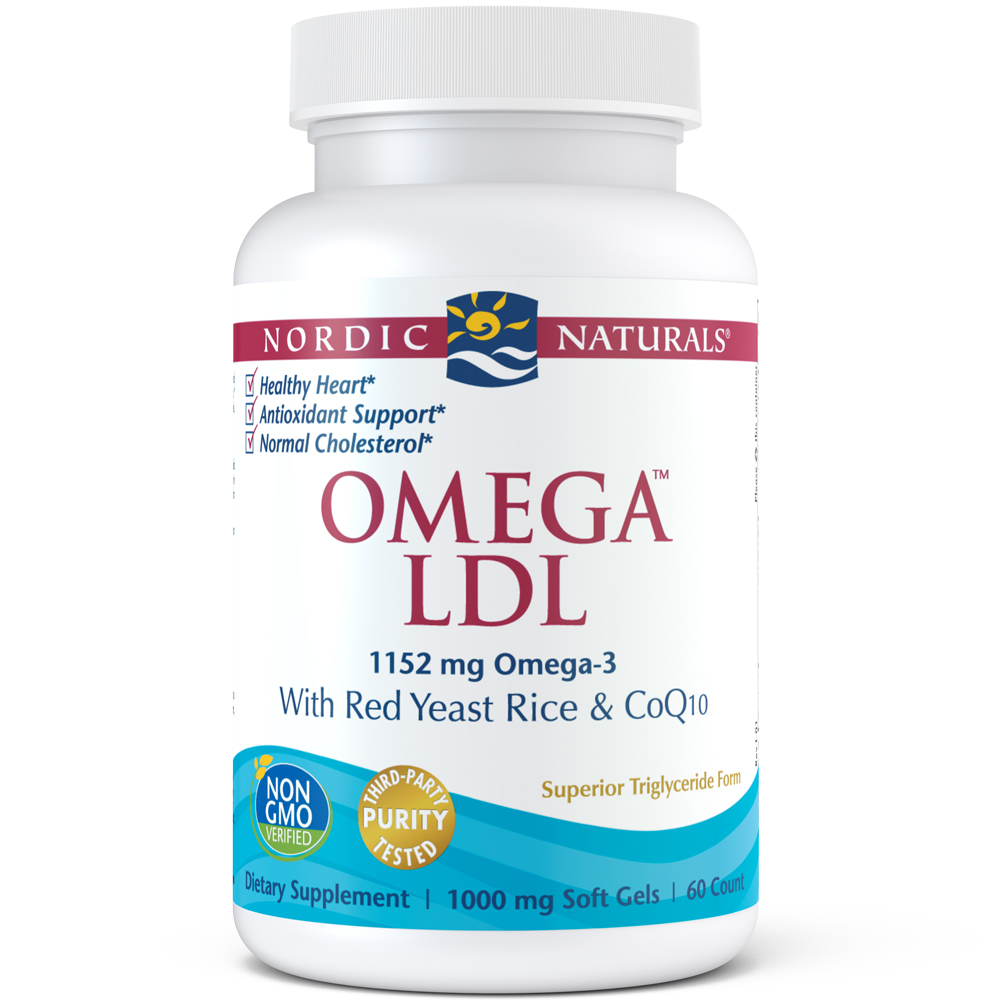 NORDIC NATURALS®
Healthy Heart*
Antioxidant Support*
Normal Cholesterol*
OMEGA™
LDL
1152 mg Omega-3
With Red Yeast Rice & CoQ10
Superior Triglyceride Form
NON
GMO
VERIFIED
THIRD-PARTY
PURITY
TESTED
Dietary Supplement | 1000 mg Soft Gels | 60 Count